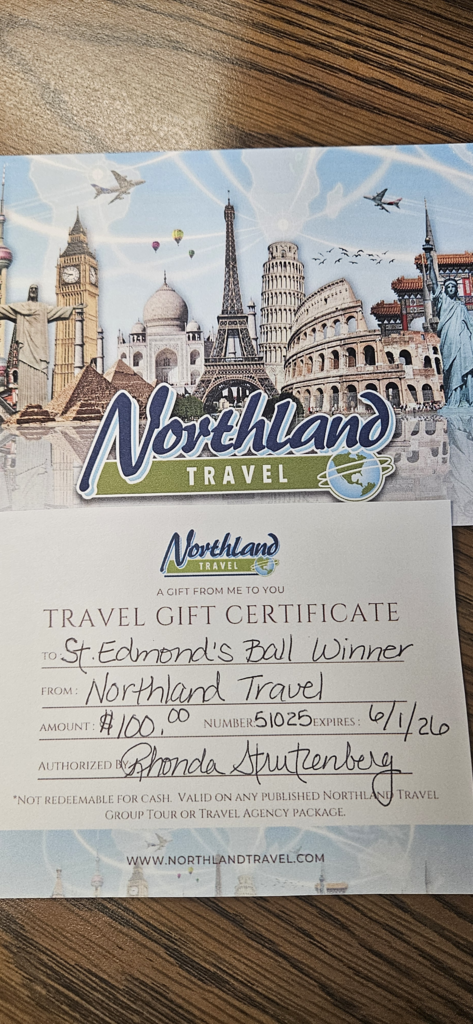 Northland
TRAVEL
Northland
TRAVEL
A GIFT FROM ME TO YOU
TRAVEL GIFT CERTIFICATE
TO: St. Edmond's Ball Winner
FROM: Northland Travel
AMOUNT: $100.00 NUMBER: 51025 EXPIRES: 6/1/26
AUTHORIZED BY: Rhonda Strutzenberg
*NOT REDEEMABLE FOR CASH. VALID ON ANY PUBLISHED NORTHLAND TRAVEL
GROUP TOUR OR TRAVEL AGENCY PACKAGE.
WWW.NORTHLANDTRAVEL.COM